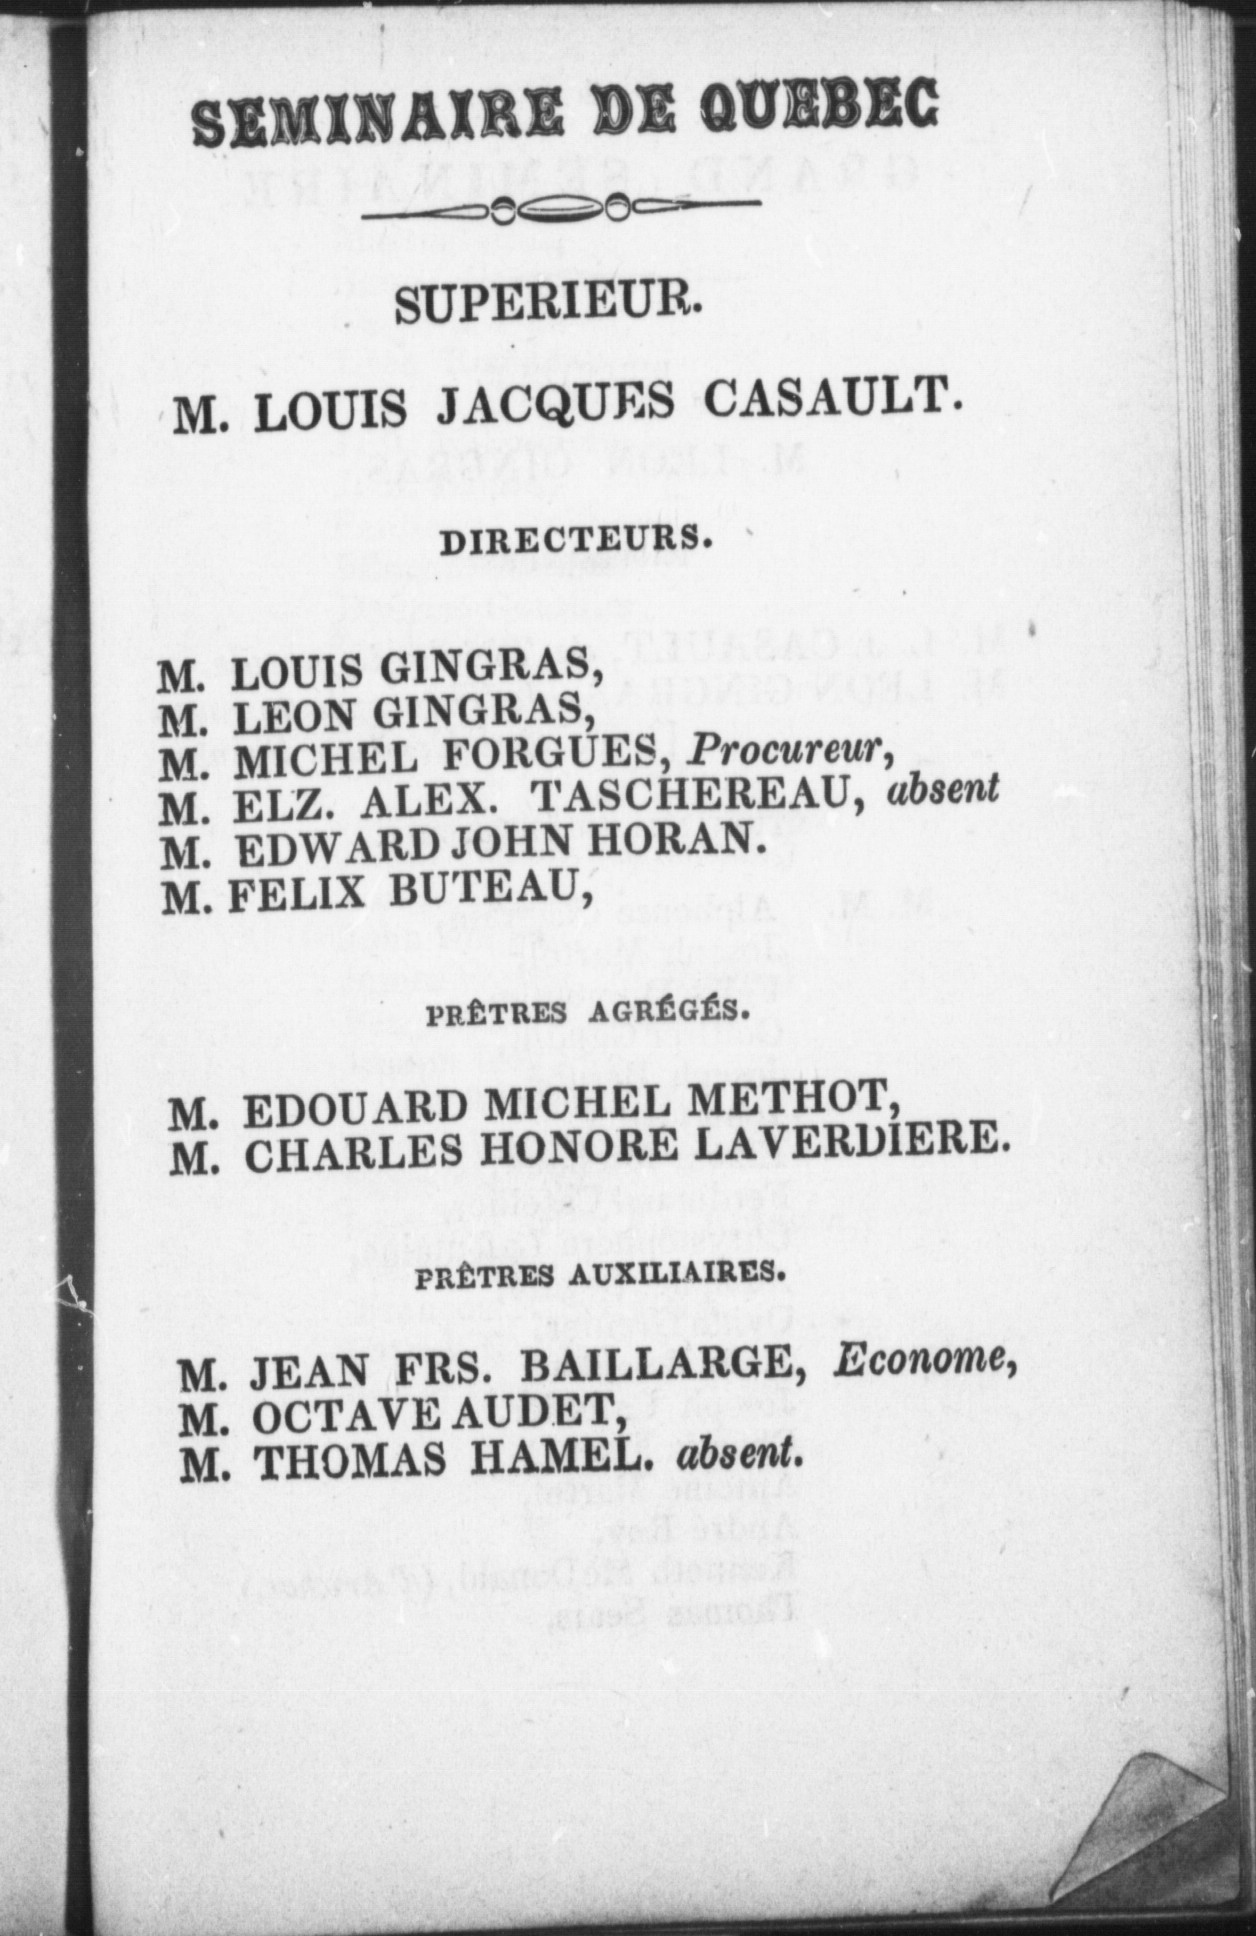 SEMINAIRE DE QUEBEC
SUPERIEUR.
M. LOUIS JACQUES CASAULT.
DIRECTEURS.
M. LOUIS GINGRAS,
M. LEON GINGRAS,
M. MICHEL FORGUES, Procureur,
M. ELZ. ALEX. TASCHEREAU, absent
M. EDWARD JOHN HORAN.
M. FELIX BUTEAU,
PRÊTRES AGRÉGÉS.
M. EDOUARD MICHEL METHOT,
M. CHARLES HONORE LAVERDIERE.
PRÊTRES AUXILIAIRES.
M. JEAN FRS. BAILLARGE, Econome,
M. OCTAVE AUDET,
M. THOMAS HAMEL. absent.